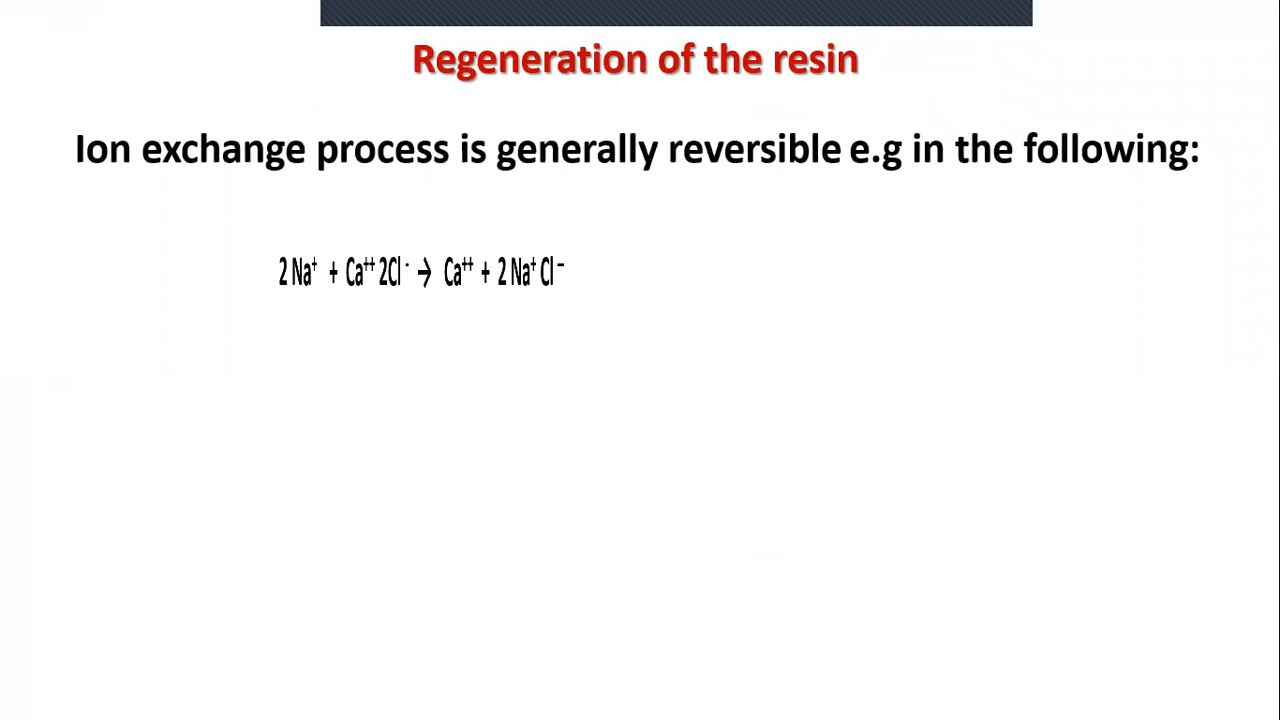 Regeneration of the resin
Ion exchange process is generally reversible e.g in the following:
2 Na⁺ + Ca⁺⁺ 2Cl⁻ → Ca⁺⁺ + 2 Na⁺ Cl⁻